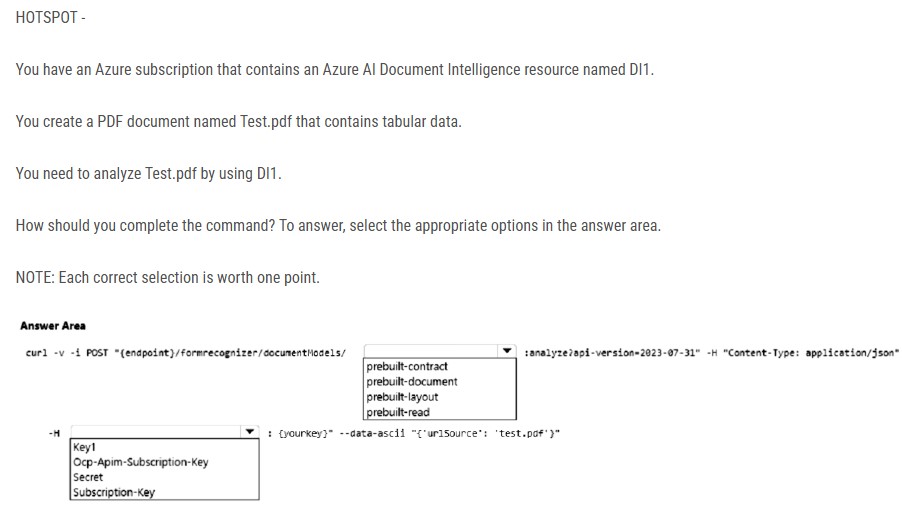 HOTSPOT -
You have an Azure subscription that contains an Azure AI Document Intelligence resource named DI1.
You create a PDF document named Test.pdf that contains tabular data.
You need to analyze Test.pdf by using DI1.
How should you complete the command? To answer, select the appropriate options in the answer area.
NOTE: Each correct selection is worth one point.
Answer Area
curl -v -i POST "{endpoint}/formrecognizer/documentModels/ :analyze?api-version=2023-07-31" -H "Content-Type: application/json"
prebuilt-contract
prebuilt-document
prebuilt-layout
prebuilt-read
-H : {yourkey}" --data-ascii "{'urlSource': 'test.pdf'}"
Key1
Ocp-Apim-Subscription-Key
Secret
Subscription-Key